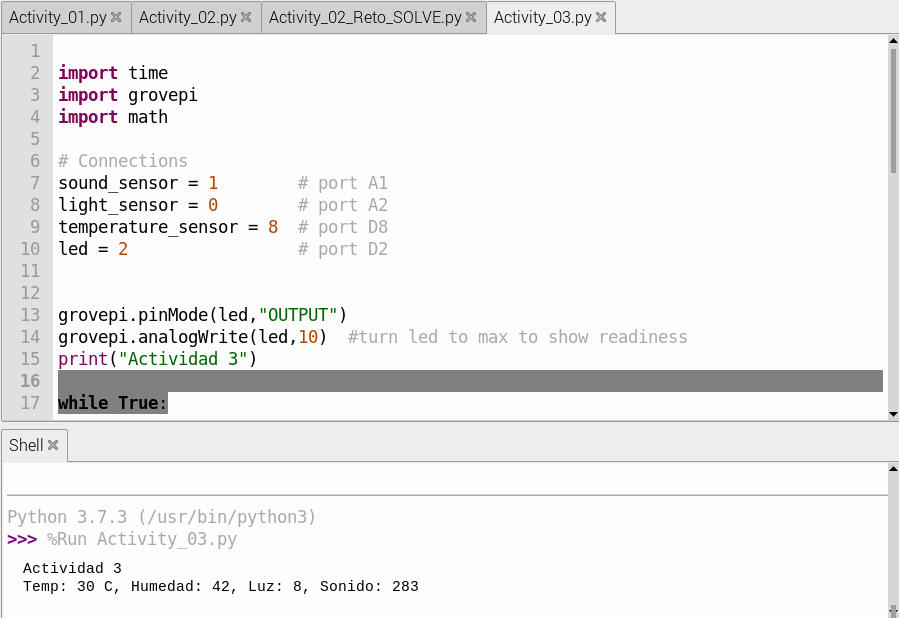 Activity_01.py Activity_02.py Activity_02_Reto_SOLVE.py Activity_03.py
1
2 import time
3 import grovepi
4 import math
5
6 # Connections
7 sound_sensor = 1        # port A1
8 light_sensor = 0        # port A2
9 temperature_sensor = 8  # port D8
10 led = 2                 # port D2
11
12
13 grovepi.pinMode(led,"OUTPUT")
14 grovepi.analogWrite(led,10)  #turn led to max to show readiness
15 print("Actividad 3")
16
17 while True:
Shell
Python 3.7.3 (/usr/bin/python3)
>>> %Run Activity_03.py
Actividad 3
Temp: 30 C, Humedad: 42, Luz: 8, Sonido: 283